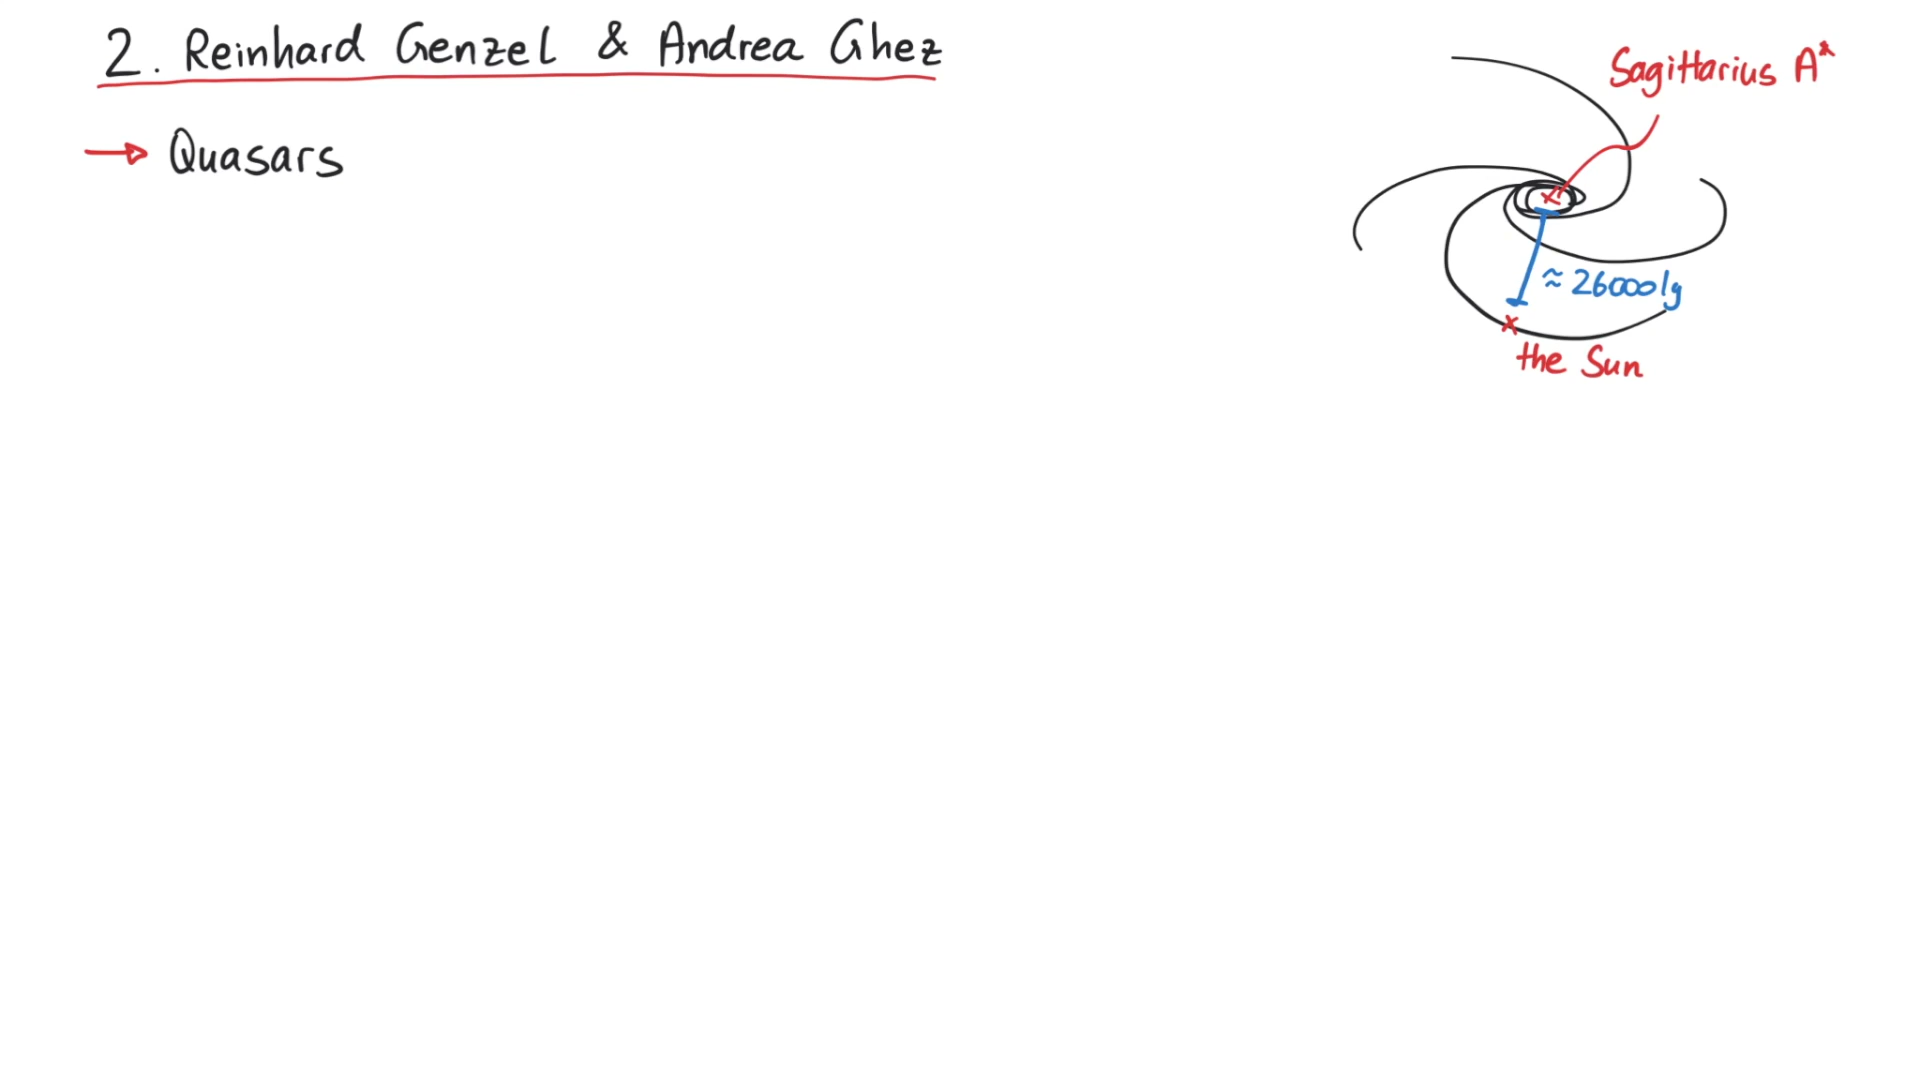 2. Reinhard Genzel & Andrea Ghez
→ Quasars
Sagittarius A*
≈ 26000 ly
the Sun